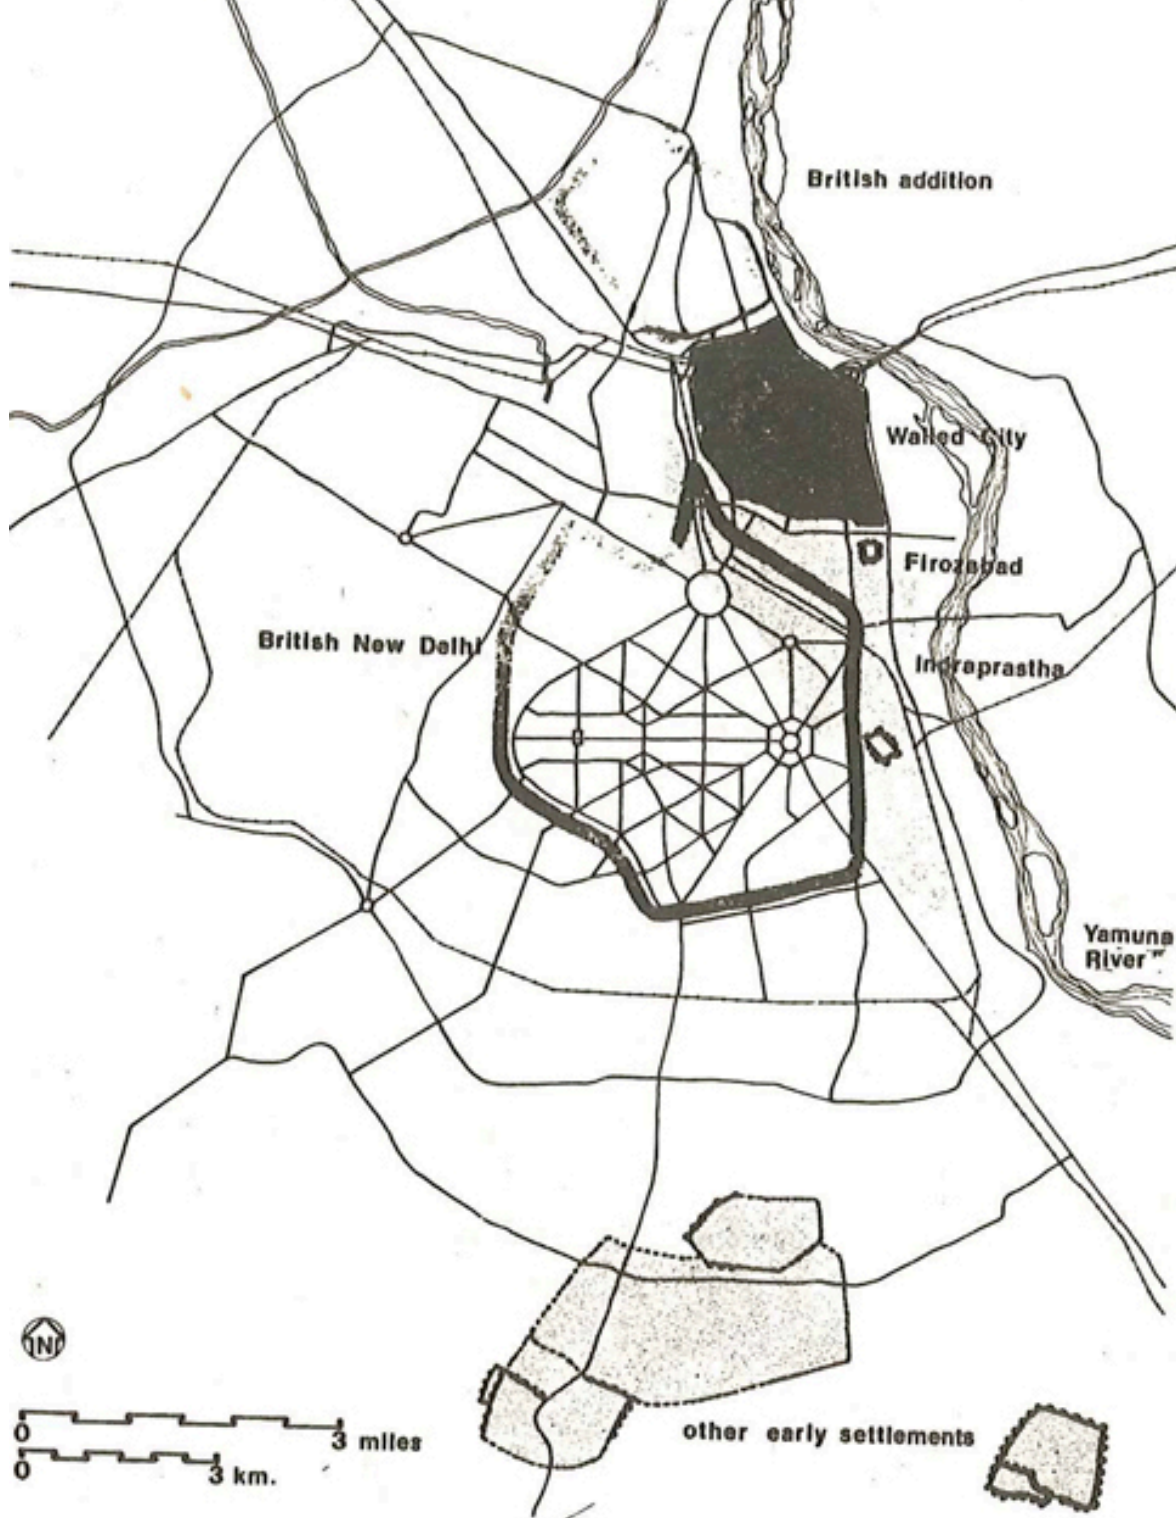 British addition
Walled City
Firozabad
British New Delhi
Indraprastha
Yamuna
River
N
0 3 miles
0 3 km.
other early settlements